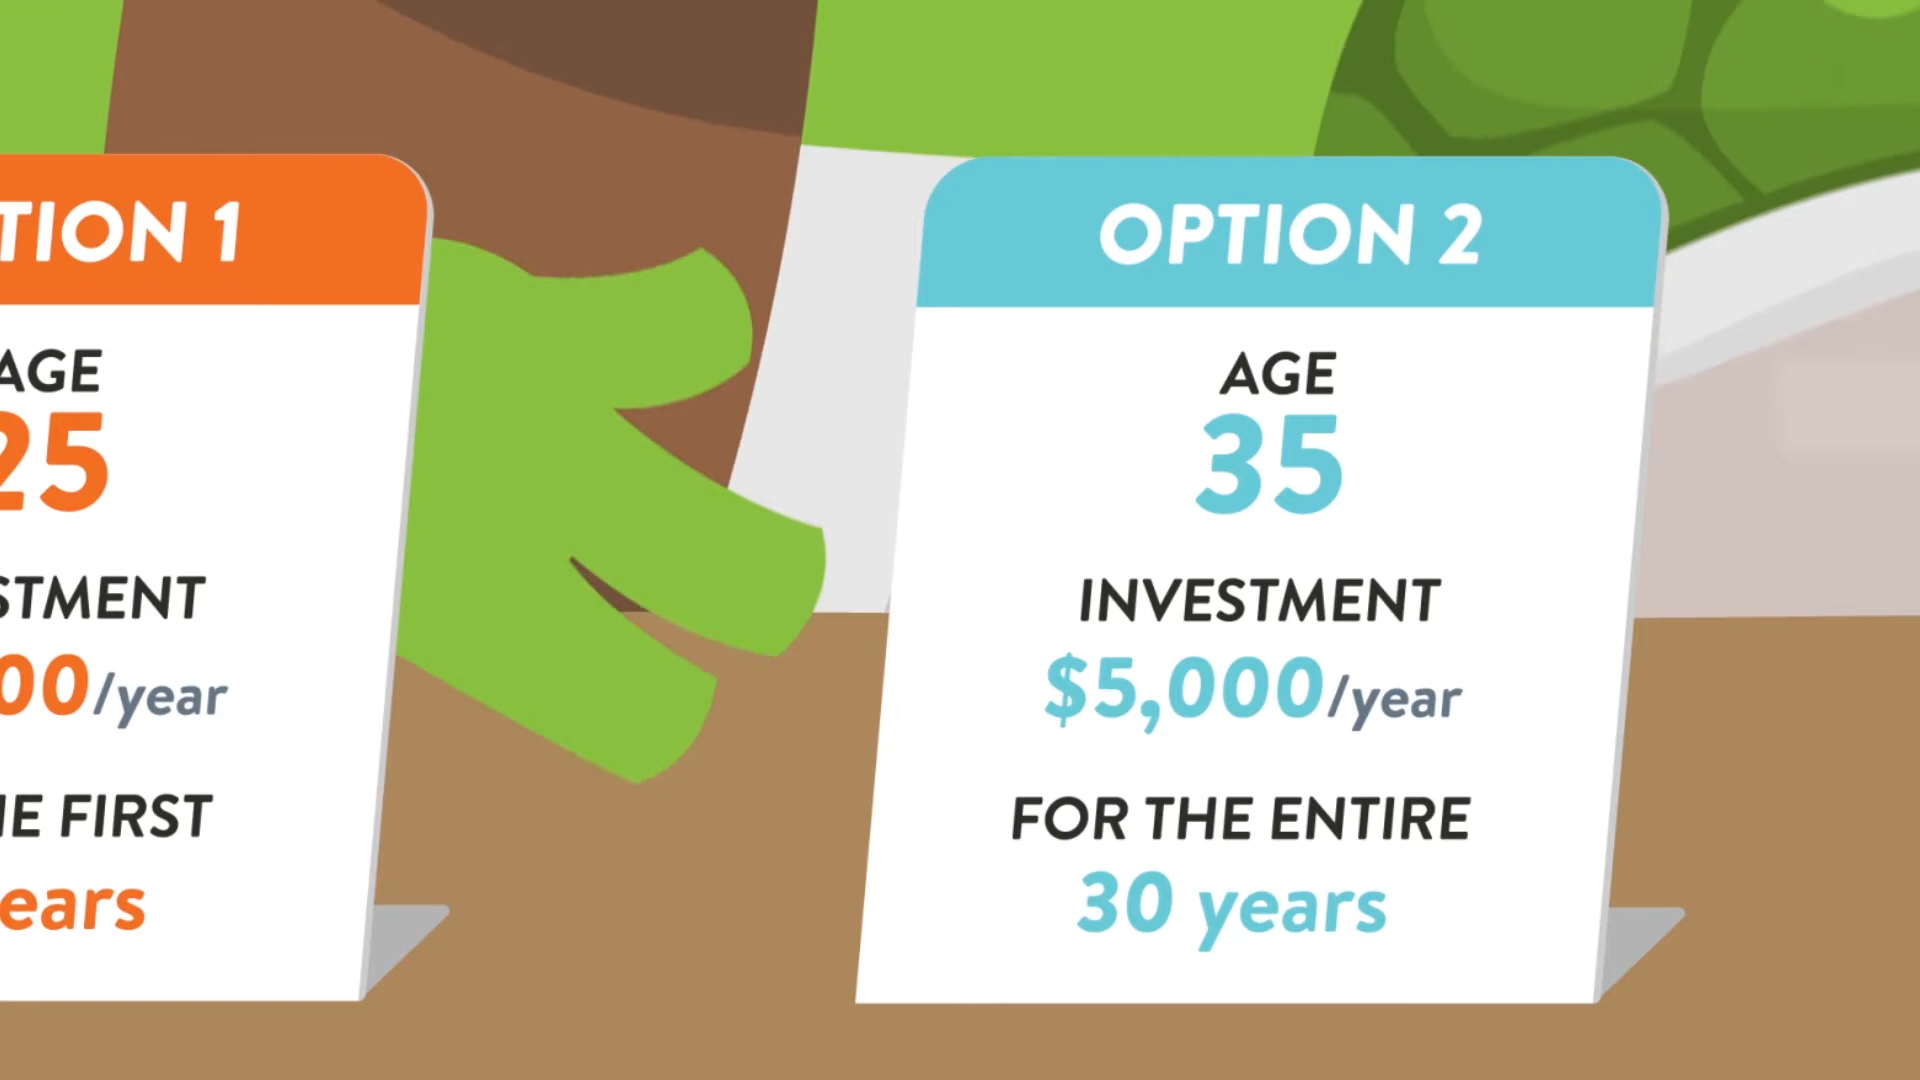 TION 1
AGE
25
STMENT
00/year
HE FIRST
ears
OPTION 2
AGE
35
INVESTMENT
$5,000/year
FOR THE ENTIRE
30 years